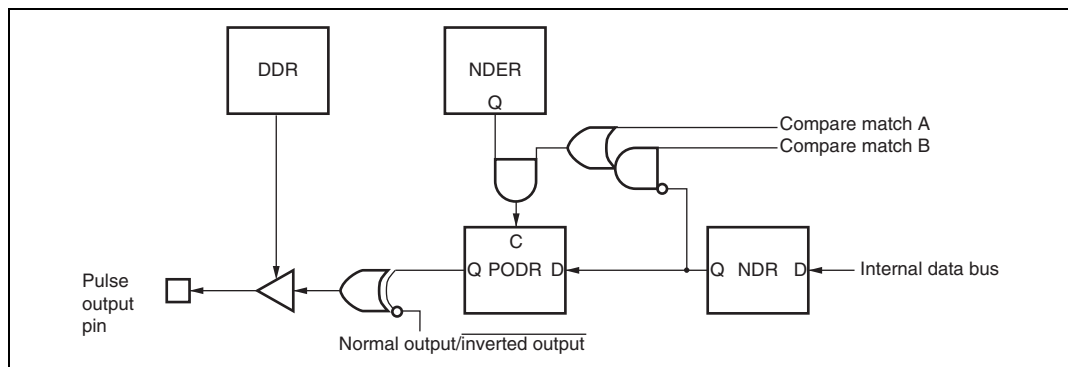 DDR
NDER
Q
Compare match A
Compare match B
C
Q PODR D
Q NDR D
Internal data bus
Pulse
output
pin
Normal output/inverted output